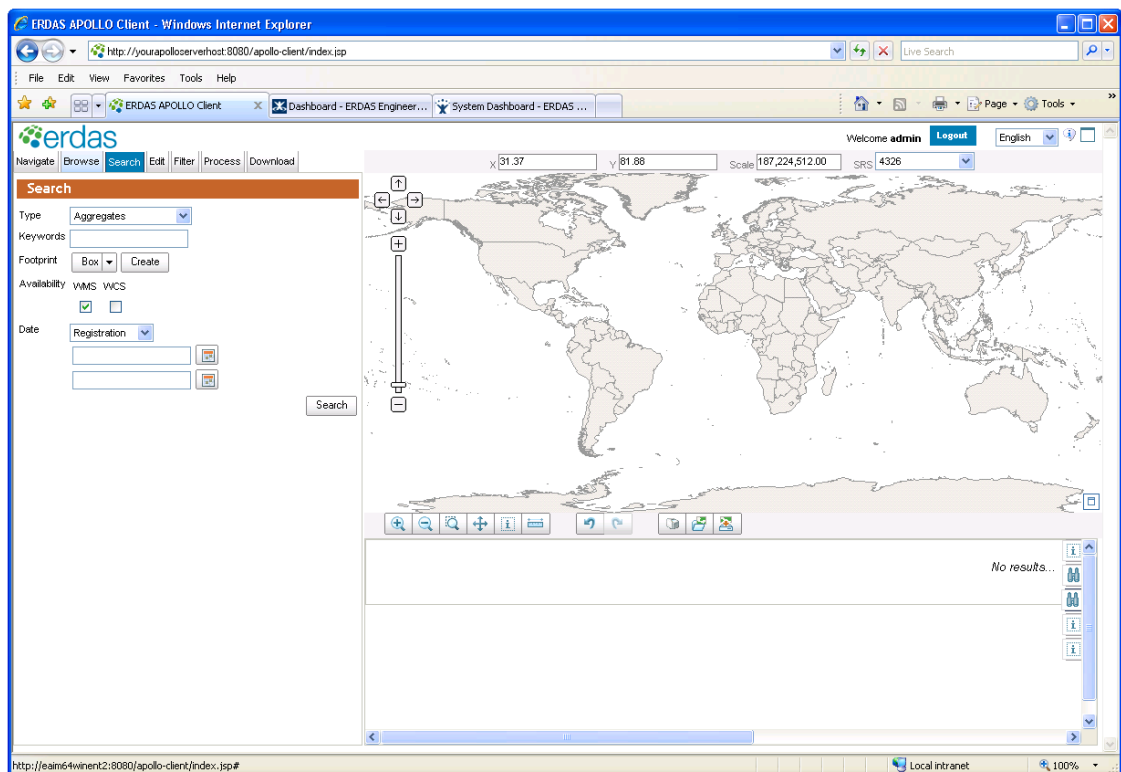 ERDAS APOLLO Client - Windows Internet Explorer
http://yourapolloserverhost:8080/apollo-client/index.jsp
Live Search
File Edit View Favorites Tools Help
ERDAS APOLLO Client X Dashboard - ERDAS Engineer... System Dashboard - ERDAS ... Page Tools »
erdas
Welcome admin Logout English
Navigate Browse Search Edit Filter Process Download
X 31.37 Y 81.88 Scale 187,224,512.00 SRS 4326
Search
Type Aggregates
Keywords
Footprint Box Create
Availability WMS WCS
Date Registration
Search
No results...
http://eaim64winent2:8080/apollo-client/index.jsp#
Local intranet 100%